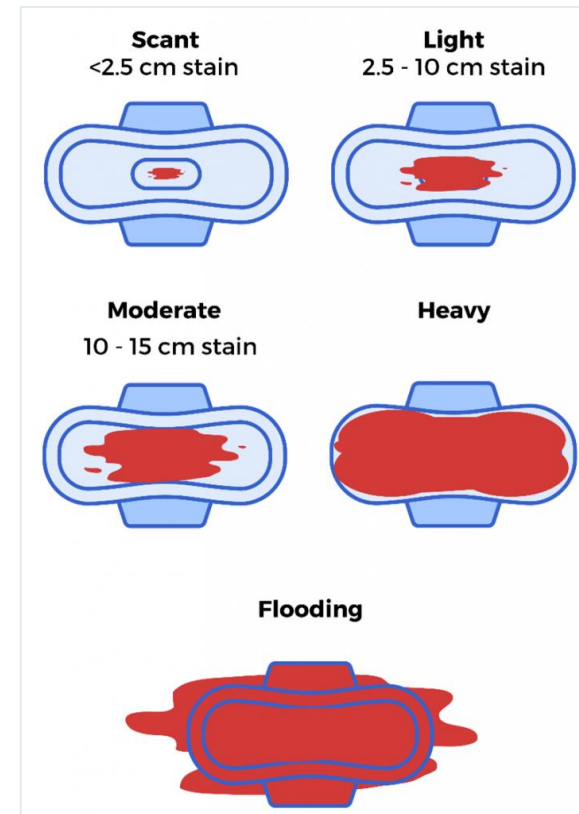 Scant
<2.5 cm stain
Light
2.5 - 10 cm stain
Moderate
10 - 15 cm stain
Heavy
Flooding